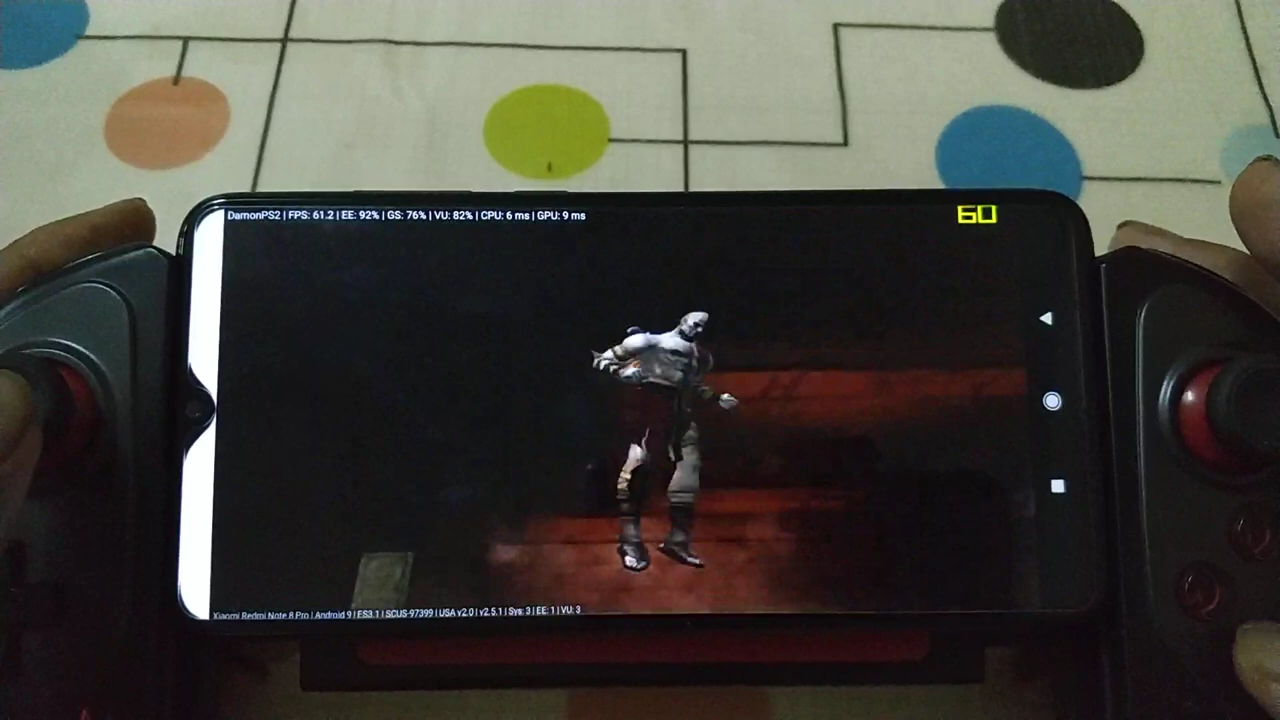 DamonPS2 | FPS: 61.2 | EE: 92% | GS: 76% | VU: 82% | CPU: 6 ms | GPU: 9 ms
60
Xiaomi Redmi Note 8 Pro | Android 9 | ES3.1 | SCUS-97399 | USA v2.0 | v2.5.1 | Sys: 3 | EE: 1 | VU: 3